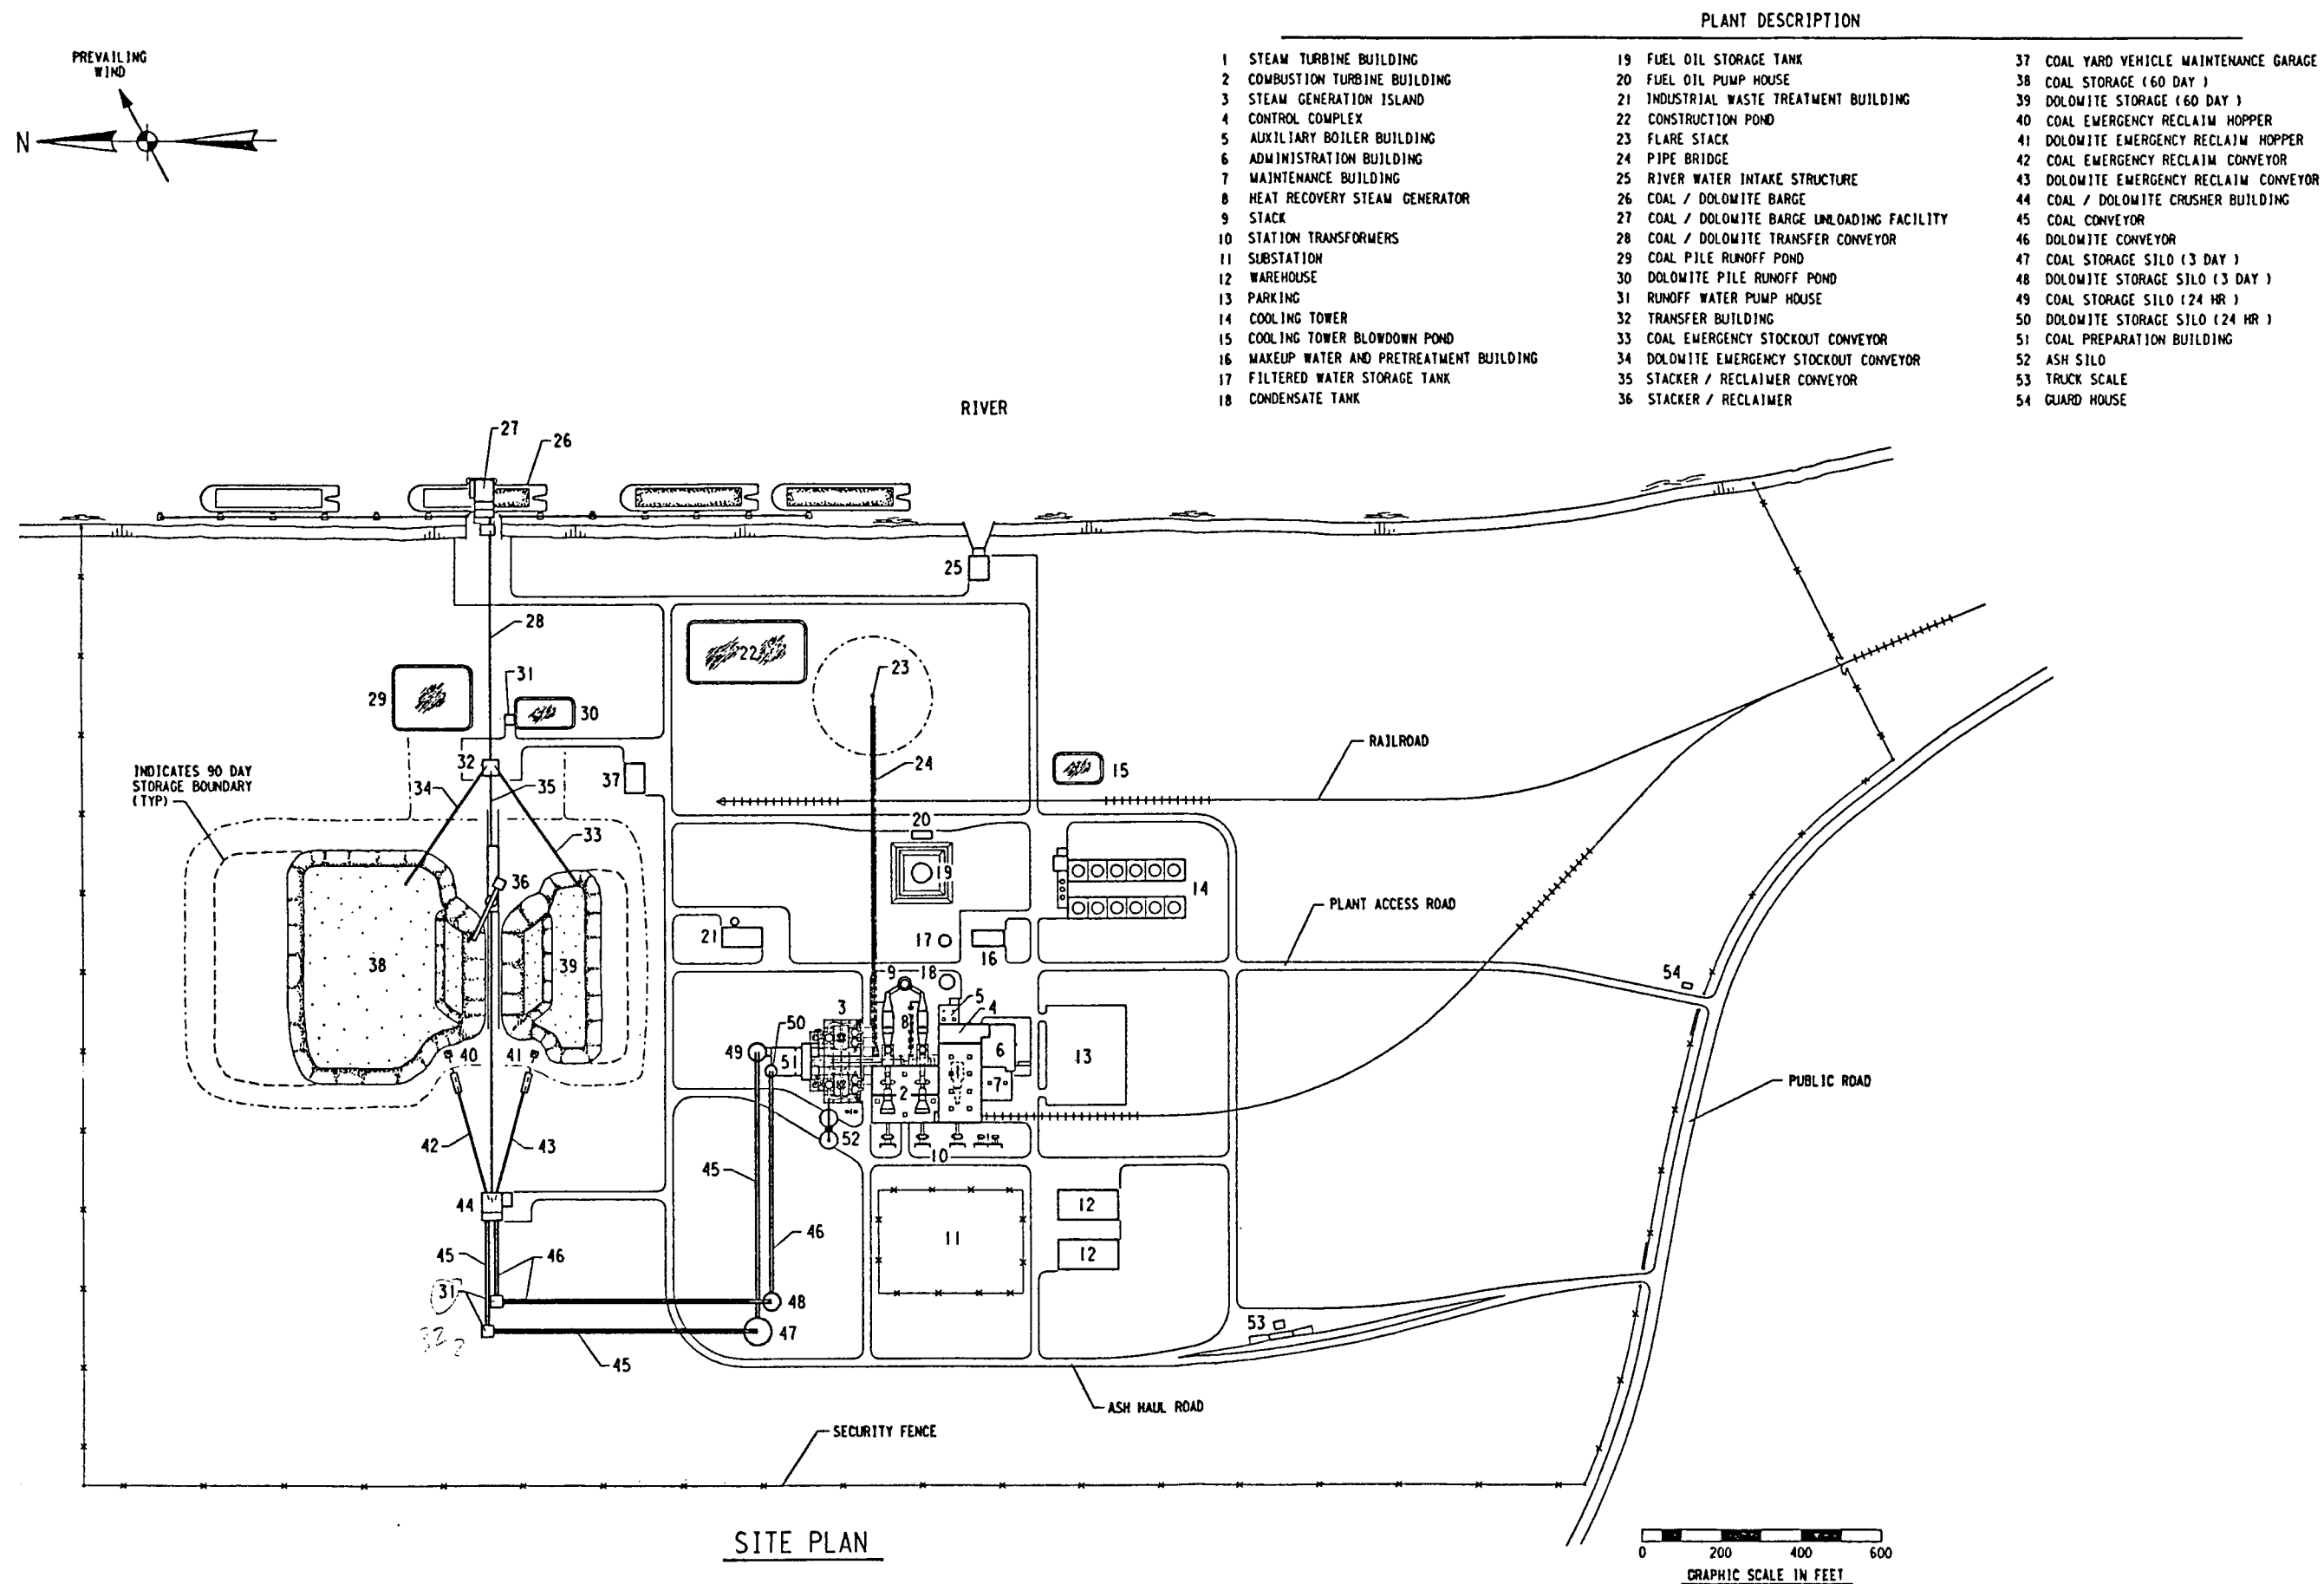 PLANT DESCRIPTION
PREVAILING
WIND
N
1 STEAM TURBINE BUILDING
2 COMBUSTION TURBINE BUILDING
3 STEAM GENERATION ISLAND
4 CONTROL COMPLEX
5 AUXILIARY BOILER BUILDING
6 ADMINISTRATION BUILDING
7 MAINTENANCE BUILDING
8 HEAT RECOVERY STEAM GENERATOR
9 STACK
10 STATION TRANSFORMERS
11 SUBSTATION
12 WAREHOUSE
13 PARKING
14 COOLING TOWER
15 COOLING TOWER BLOWDOWN POND
16 MAKEUP WATER AND PRETREATMENT BUILDING
17 FILTERED WATER STORAGE TANK
18 CONDENSATE TANK
19 FUEL OIL STORAGE TANK
20 FUEL OIL PUMP HOUSE
21 INDUSTRIAL WASTE TREATMENT BUILDING
22 CONSTRUCTION POND
23 FLARE STACK
24 PIPE BRIDGE
25 RIVER WATER INTAKE STRUCTURE
26 COAL / DOLOMITE BARGE
27 COAL / DOLOMITE BARGE UNLOADING FACILITY
28 COAL / DOLOMITE TRANSFER CONVEYOR
29 COAL PILE RUNOFF POND
30 DOLOMITE PILE RUNOFF POND
31 RUNOFF WATER PUMP HOUSE
32 TRANSFER BUILDING
33 COAL EMERGENCY STOCKOUT CONVEYOR
34 DOLOMITE EMERGENCY STOCKOUT CONVEYOR
35 STACKER / RECLAIMER CONVEYOR
36 STACKER / RECLAIMER
37 COAL YARD VEHICLE MAINTENANCE GARAGE
38 COAL STORAGE (60 DAY )
39 DOLOMITE STORAGE (60 DAY )
40 COAL EMERGENCY RECLAIM HOPPER
41 DOLOMITE EMERGENCY RECLAIM HOPPER
42 COAL EMERGENCY RECLAIM CONVEYOR
43 DOLOMITE EMERGENCY RECLAIM CONVEYOR
44 COAL / DOLOMITE CRUSHER BUILDING
45 COAL CONVEYOR
46 DOLOMITE CONVEYOR
47 COAL STORAGE SILO (3 DAY )
48 DOLOMITE STORAGE SILO (3 DAY )
49 COAL STORAGE SILO (24 HR )
50 DOLOMITE STORAGE SILO (24 HR )
51 COAL PREPARATION BUILDING
52 ASH SILO
53 TRUCK SCALE
54 GUARD HOUSE
RIVER
27
26
25
28
22
23
31
29
30
RAILROAD
32
24
15
37
INDICATES 90 DAY
STORAGE BOUNDARY
(TYP)
34
35
20
33
19
36
14
PLANT ACCESS ROAD
21
17
16
38
39
9
18
54
3
5
4
50
8
40
41
49
51
6
13
7
2
1
PUBLIC ROAD
42
43
52
10
45
44
12
46
11
45
46
12
31
48
32?
47
53
45
ASH HAUL ROAD
SECURITY FENCE
SITE PLAN
0 200 400 600
GRAPHIC SCALE IN FEET